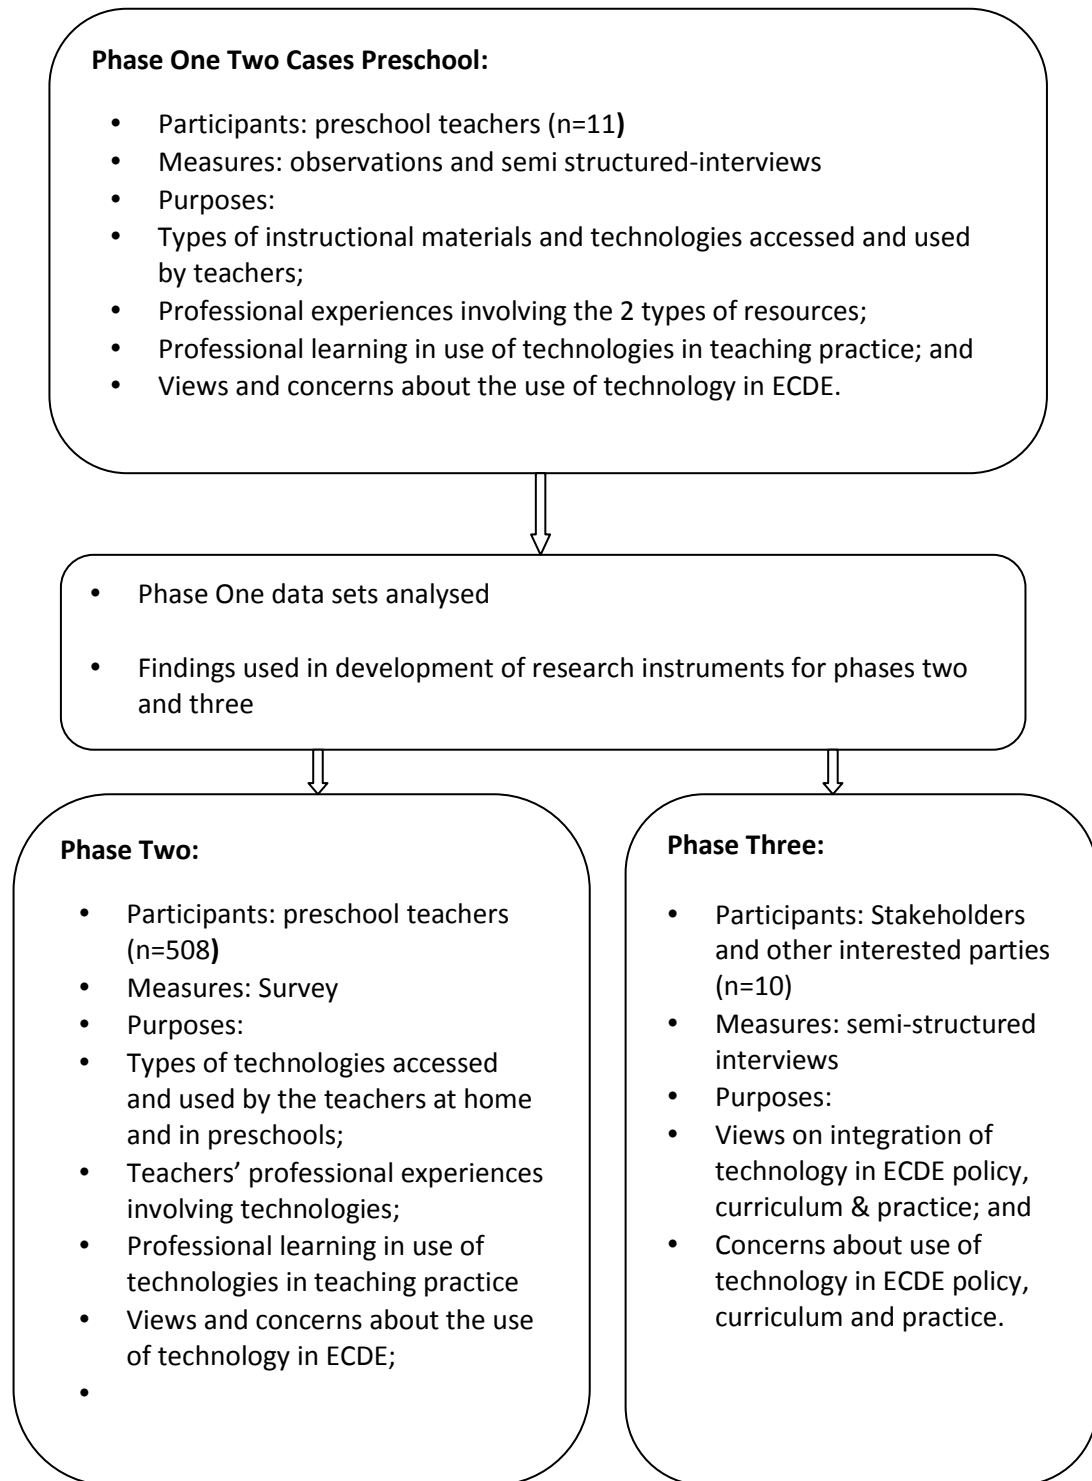 Phase One Two Cases Preschool:
• Participants: preschool teachers (n=11)
• Measures: observations and semi structured-interviews
• Purposes:
• Types of instructional materials and technologies accessed and used
by teachers;
• Professional experiences involving the 2 types of resources;
• Professional learning in use of technologies in teaching practice; and
• Views and concerns about the use of technology in ECDE.
• Phase One data sets analysed
• Findings used in development of research instruments for phases two
and three
Phase Two:
• Participants: preschool teachers
(n=508)
• Measures: Survey
• Purposes:
• Types of technologies accessed
and used by the teachers at home
and in preschools;
• Teachers’ professional experiences
involving technologies;
• Professional learning in use of
technologies in teaching practice
• Views and concerns about the use
of technology in ECDE;
•
Phase Three:
• Participants: Stakeholders
and other interested parties
(n=10)
• Measures: semi-structured
interviews
• Purposes:
• Views on integration of
technology in ECDE policy,
curriculum & practice; and
• Concerns about use of
technology in ECDE policy,
curriculum and practice.